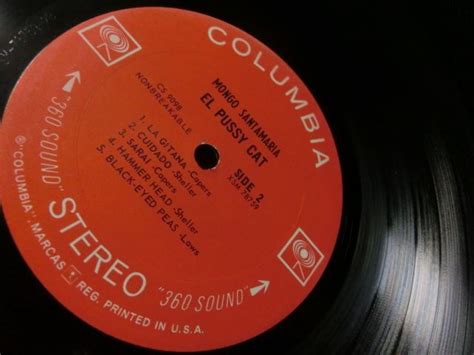 COLUMBIA
MONGO SANTAMARIA
EL PUSSY CAT
CS 9098
NONBREAKABLE
SIDE 2
1. LA GITANA -Capers
2. CUIDADO -Sheller
3. SARAI -Capers
4. HAMMER HEAD -Sheller
5. BLACK-EYED PEAS -Laws
"360 SOUND" STEREO "360 SOUND"
® "COLUMBIA", MARCAS REG. PRINTED IN U.S.A.